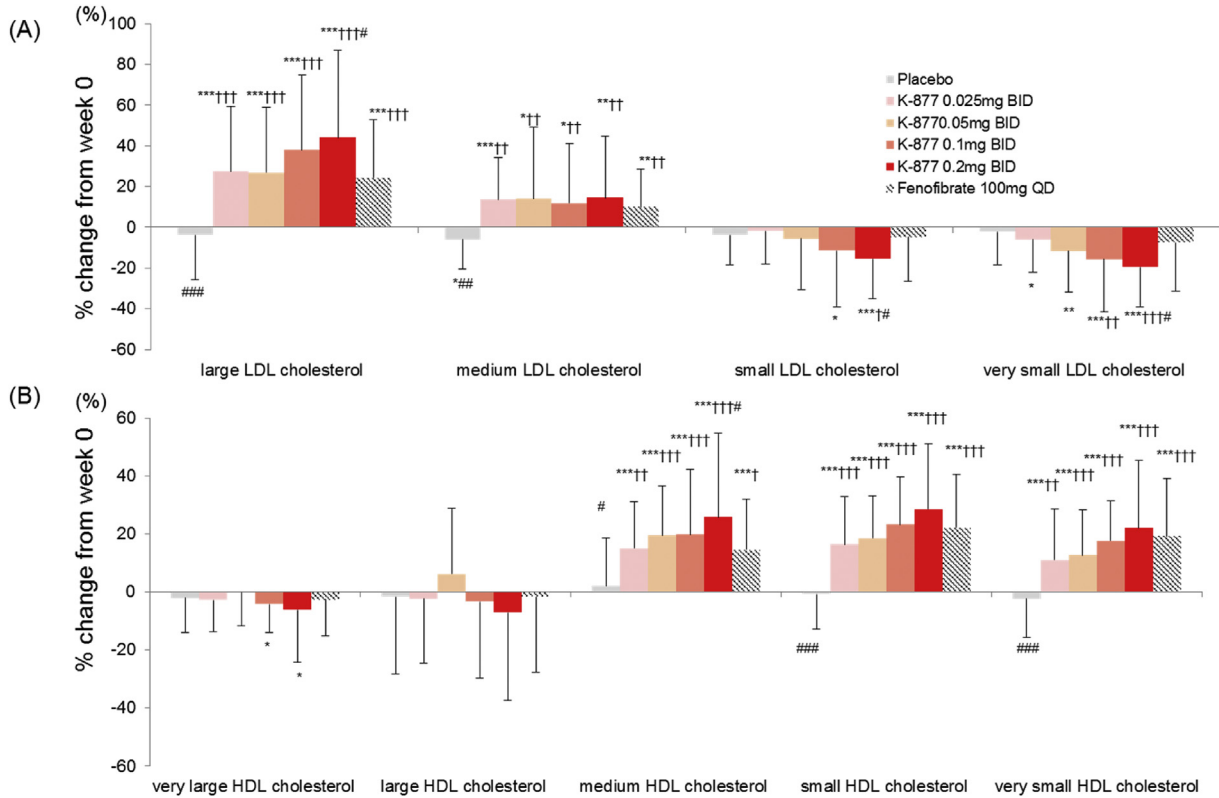 (A)
(%)
% change from week 0
100
80
60
40
20
0
-20
-40
-60
***†††
***†††
***†††
***†††#
***†††
###
***††
*††
*††
**††
**††
*##
*
***†#
*
**
***††
***†††#
Placebo
K-877 0.025mg BID
K-8770.05mg BID
K-877 0.1mg BID
K-877 0.2mg BID
Fenofibrate 100mg QD
large LDL cholesterol
medium LDL cholesterol
small LDL cholesterol
very small LDL cholesterol
(B)
(%)
% change from week 0
60
40
20
0
-20
-40
-60
*
*
#
***††
***†††
***†††
***†††#
***†
###
***†††
***†††
***†††
***†††
***†††
###
***††
***†††
***†††
***†††
***†††
very large HDL cholesterol
large HDL cholesterol
medium HDL cholesterol
small HDL cholesterol
very small HDL cholesterol